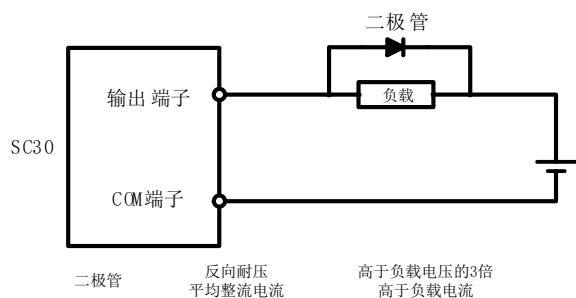 二极管
输出端子
负载
SC30
COM端子
二极管
反向耐压
平均整流电流
高于负载电压的3倍
高于负载电流